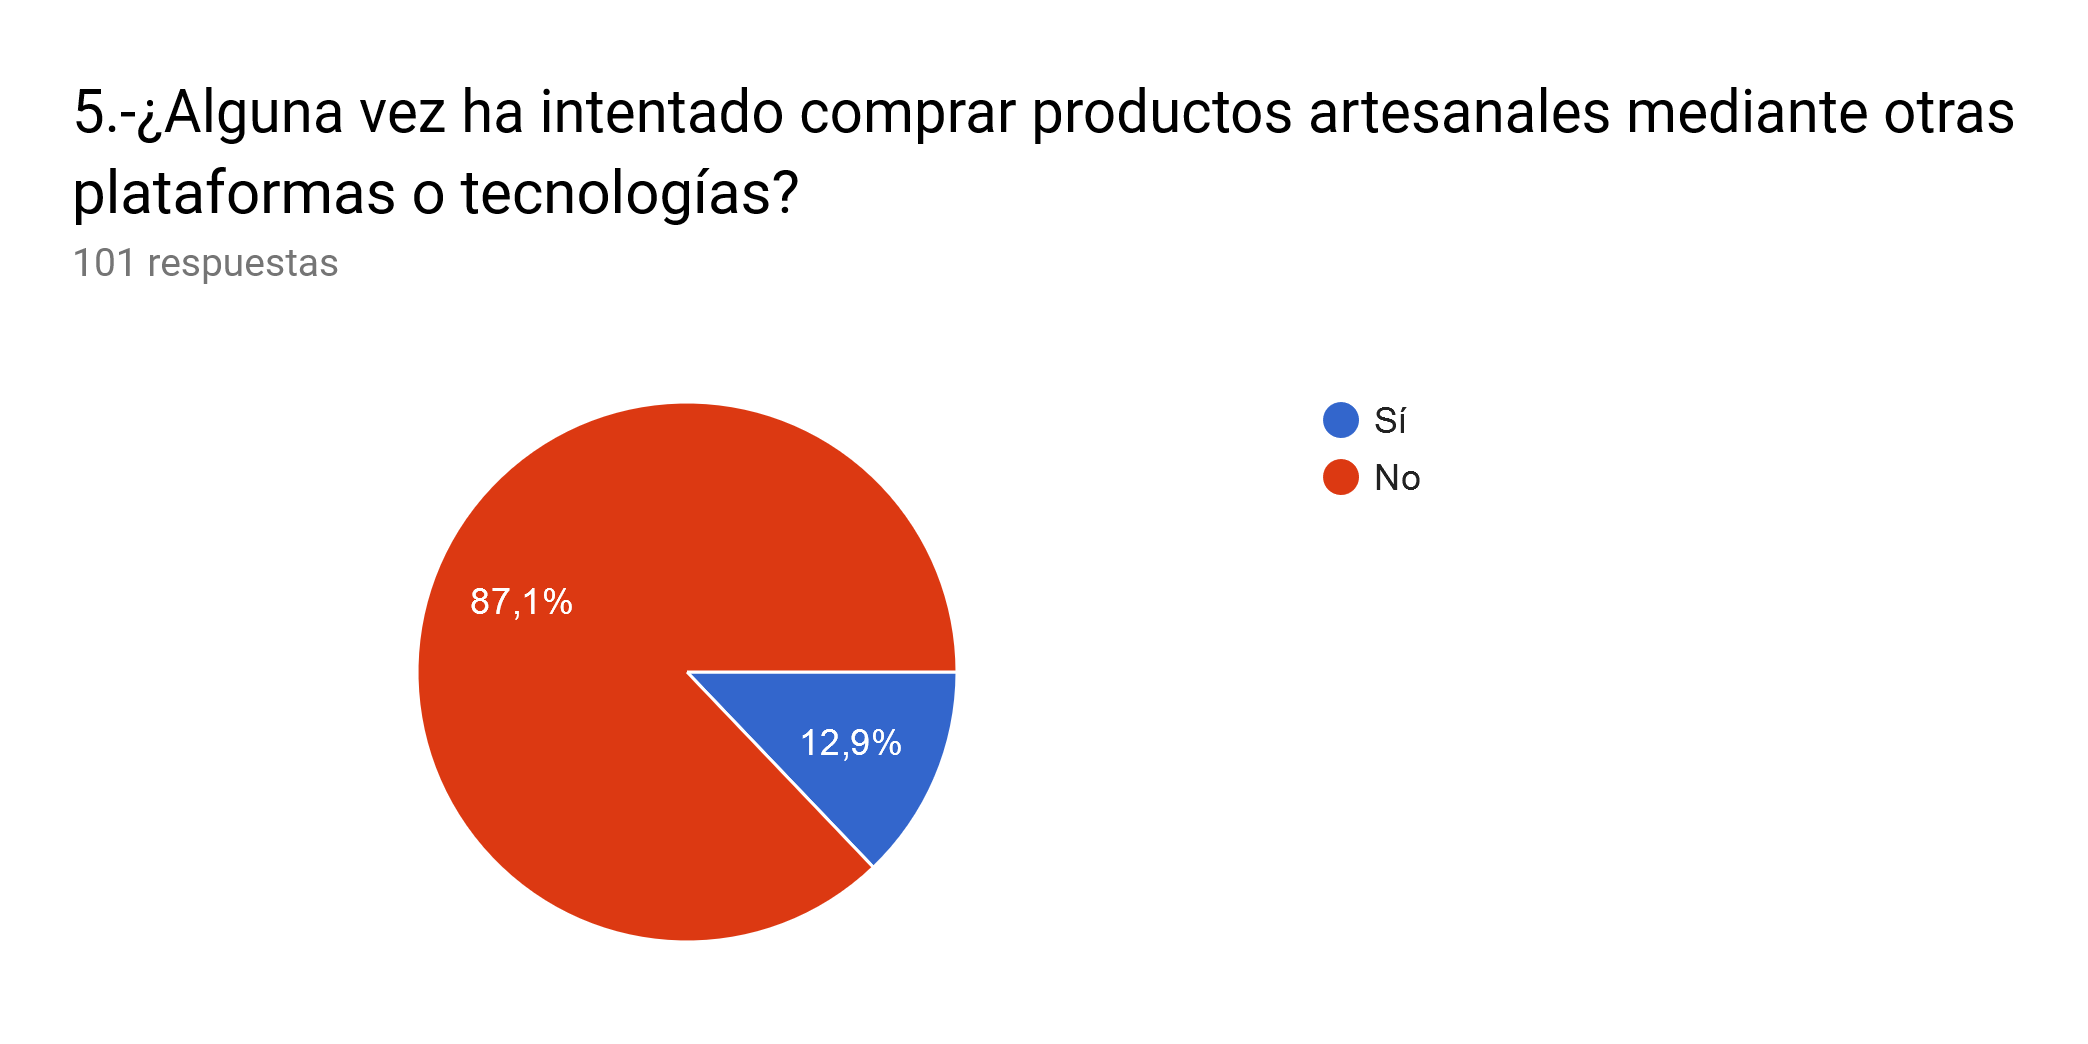 5.-¿Alguna vez ha intentado comprar productos artesanales mediante otras
plataformas o tecnologías?
101 respuestas
Sí
No
87,1%
12,9%